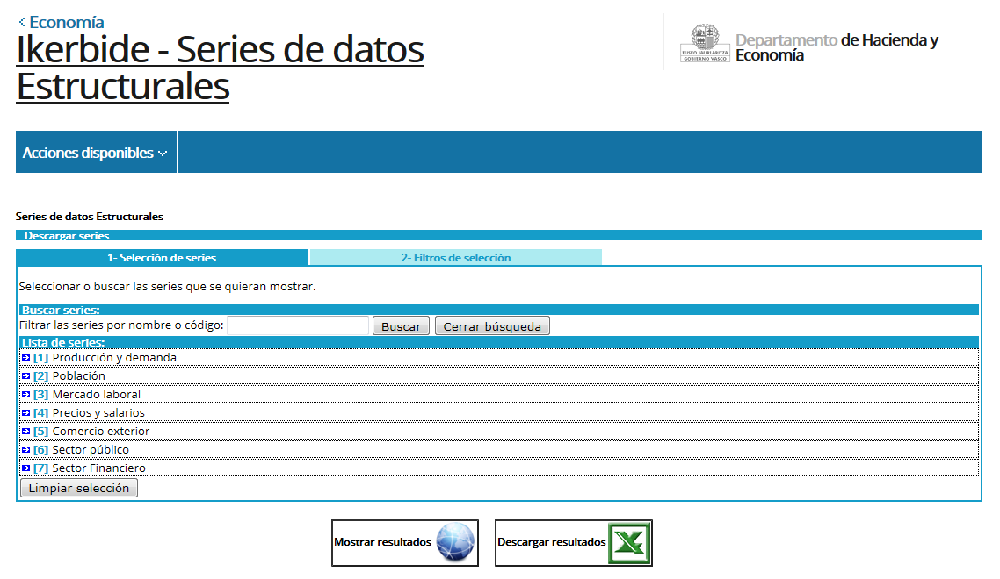 Economía
Ikerbide - Series de datos
Estructurales
EUSKO JAURLARITZA
GOBIERNO VASCO
Departamento de Hacienda y
Economía
Acciones disponibles
Series de datos Estructurales
Descargar series
1- Selección de series
2- Filtros de selección
Seleccionar o buscar las series que se quieran mostrar.
Buscar series:
Filtrar las series por nombre o código: Buscar Cerrar búsqueda
Lista de series:
[1] Producción y demanda
[2] Población
[3] Mercado laboral
[4] Precios y salarios
[5] Comercio exterior
[6] Sector público
[7] Sector Financiero
Limpiar selección
Mostrar resultados
Descargar resultados